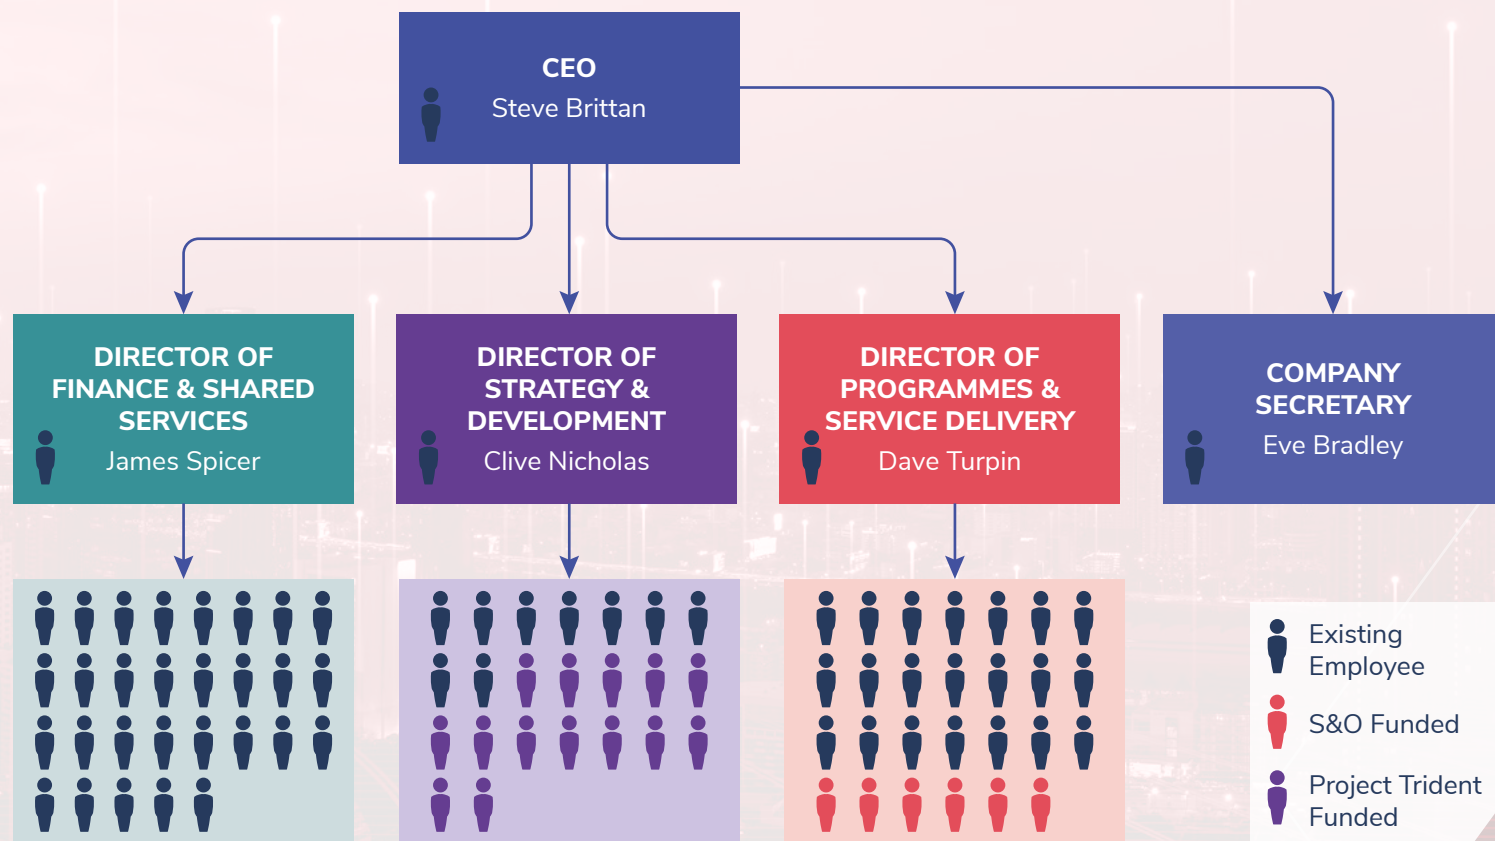 CEO
Steve Brittan
DIRECTOR OF
FINANCE & SHARED
SERVICES
James Spicer
DIRECTOR OF
STRATEGY &
DEVELOPMENT
Clive Nicholas
DIRECTOR OF
PROGRAMMES &
SERVICE DELIVERY
Dave Turpin
COMPANY
SECRETARY
Eve Bradley
Existing
Employee
S&O Funded
Project Trident
Funded